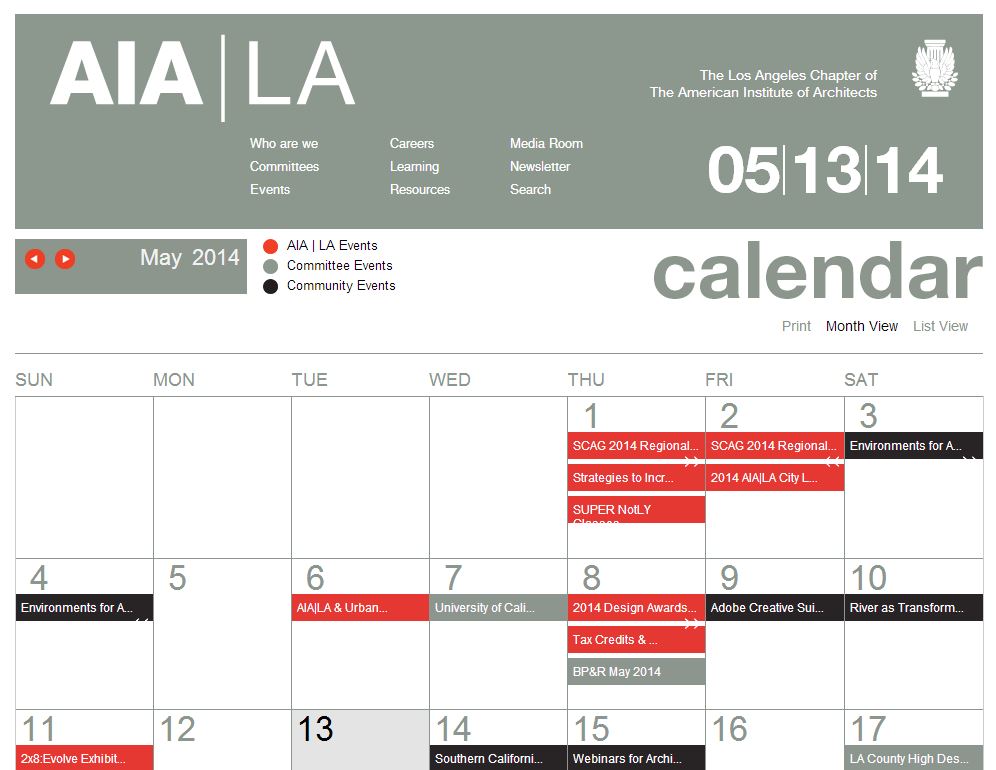 AIA|LA
The Los Angeles Chapter of
The American Institute of Architects
Who are we Careers Media Room
Committees Learning Newsletter
Events Resources Search
05|13|14
May 2014
AIA | LA Events
Committee Events
Community Events
calendar
Print Month View List View
SUN MON TUE WED THU FRI SAT
1 2 3
SCAG 2014 Regional... SCAG 2014 Regional... Environments for A...
Strategies to Incr... 2014 AIA|LA City L...
SUPER NotLY
4 5 6 7 8 9 10
Environments for A... AIA|LA & Urban... University of Cali... 2014 Design Awards... Adobe Creative Sui... River as Transform...
Tax Credits & ...
BP&R May 2014
11 12 13 14 15 16 17
2x8:Evolve Exhibit... Southern Californi... Webinars for Archi... LA County High Des...